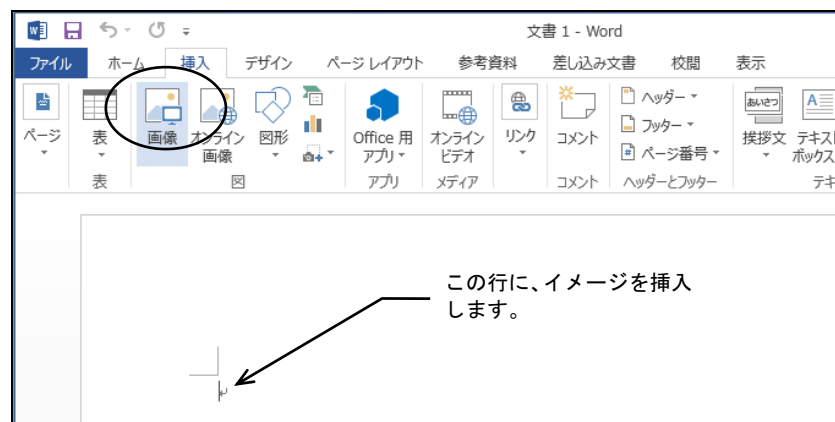 文書 1 - Word
ファイル ホーム 挿入 デザイン ページ レイアウト 参考資料 差し込み文書 校閲 表示
ページ 表 画像 オンライン 画像 図形 Office 用 アプリ オンライン ビデオ リンク コメント ヘッダー フッター ページ番号 あいさつ 挨拶文 A テキスト ボックス
表 図 アプリ メディア コメント ヘッダーとフッター テキ
この行に、イメージを挿入
します。